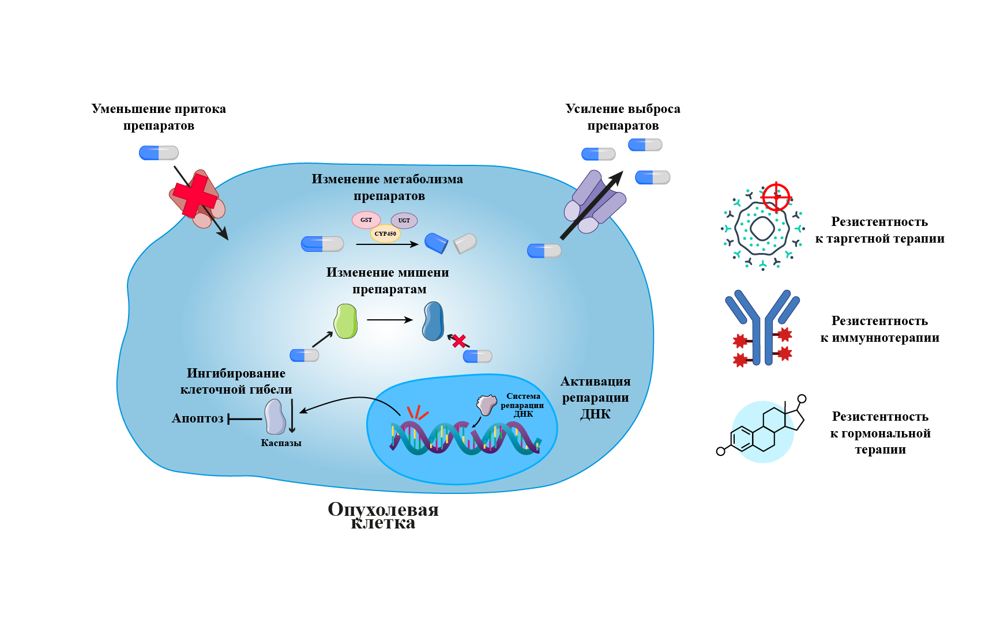 Уменьшение притока
препаратов
Усиление выброса
препаратов
Изменение метаболизма
препаратов
GST
UGT
CYP450
Изменение мишени
препаратам
Ингибирование
клеточной гибели
Апоптоз
Каспазы
Система
репарации
ДНК
Активация
репарации
ДНК
Опухолевая
клетка
Резистентность
к таргетной терапии
Резистентность
к иммуннотерапии
Резистентность
к гормональной
терапии